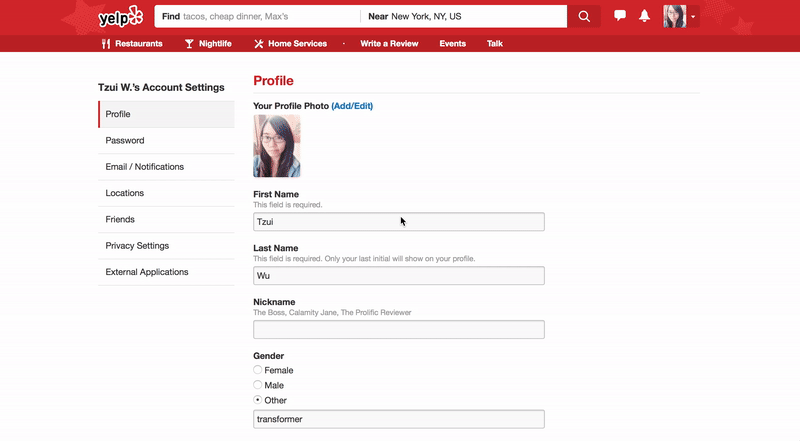 yelp
Find tacos, cheap dinner, Max's
Near New York, NY, US
Restaurants
Nightlife
Home Services
·
Write a Review
Events
Talk
Tzui W.'s Account Settings
Profile
Password
Email / Notifications
Locations
Friends
Privacy Settings
External Applications
Profile
Your Profile Photo (Add/Edit)
First Name
This field is required.
Tzui
Last Name
This field is required. Only your last initial will show on your profile.
Wu
Nickname
The Boss, Calamity Jane, The Prolific Reviewer
Gender
Female
Male
Other
transformer